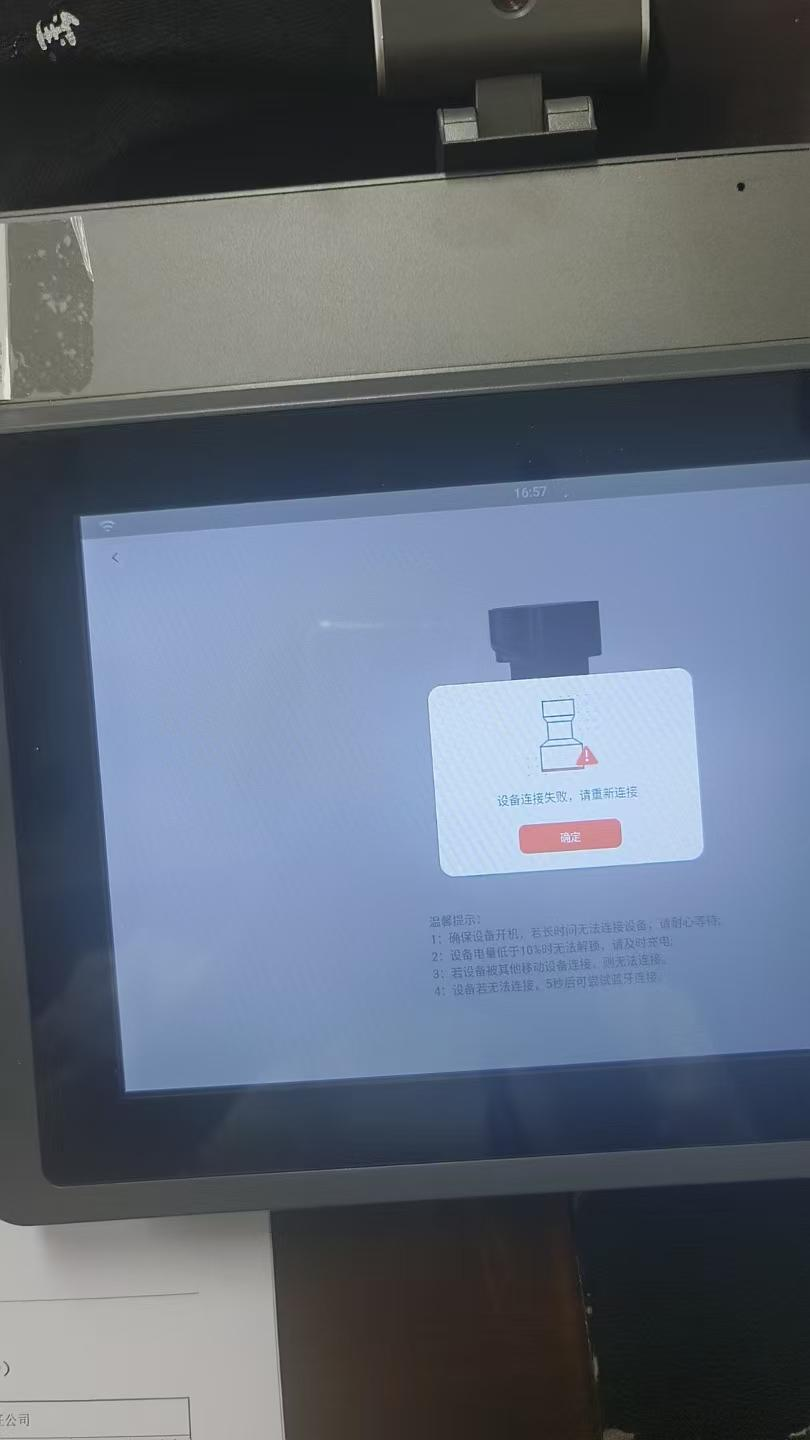 16:57
设备连接失败，请重新连接
确定
温馨提示：
1：确保设备开机，若长时间无法连接设备，请耐心等待；
2：设备电量低于10%时无法解锁，请及时充电；
3：若设备被其他移动设备连接，则无法连接。
4：设备若无法连接，5秒后可尝试蓝牙连接。
）
任公司